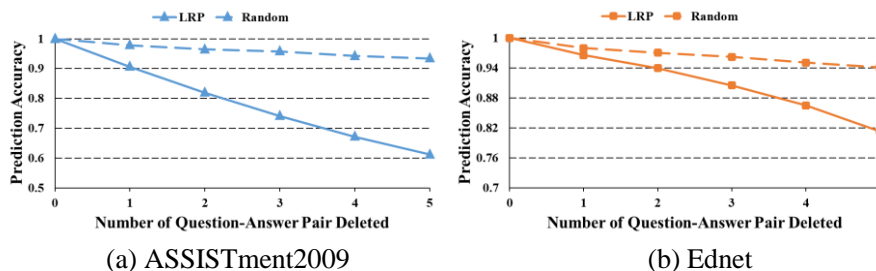 LRP Random
1
0.9
0.8
0.7
0.6
0.5
0 1 2 3 4 5
Prediction Accuracy
Number of Question-Answer Pair Deleted
(a) ASSISTment2009
LRP Random
1
0.94
0.88
0.82
0.76
0.7
0 1 2 3 4
Prediction Accuracy
Number of Question-Answer Pair Deleted
(b) Ednet